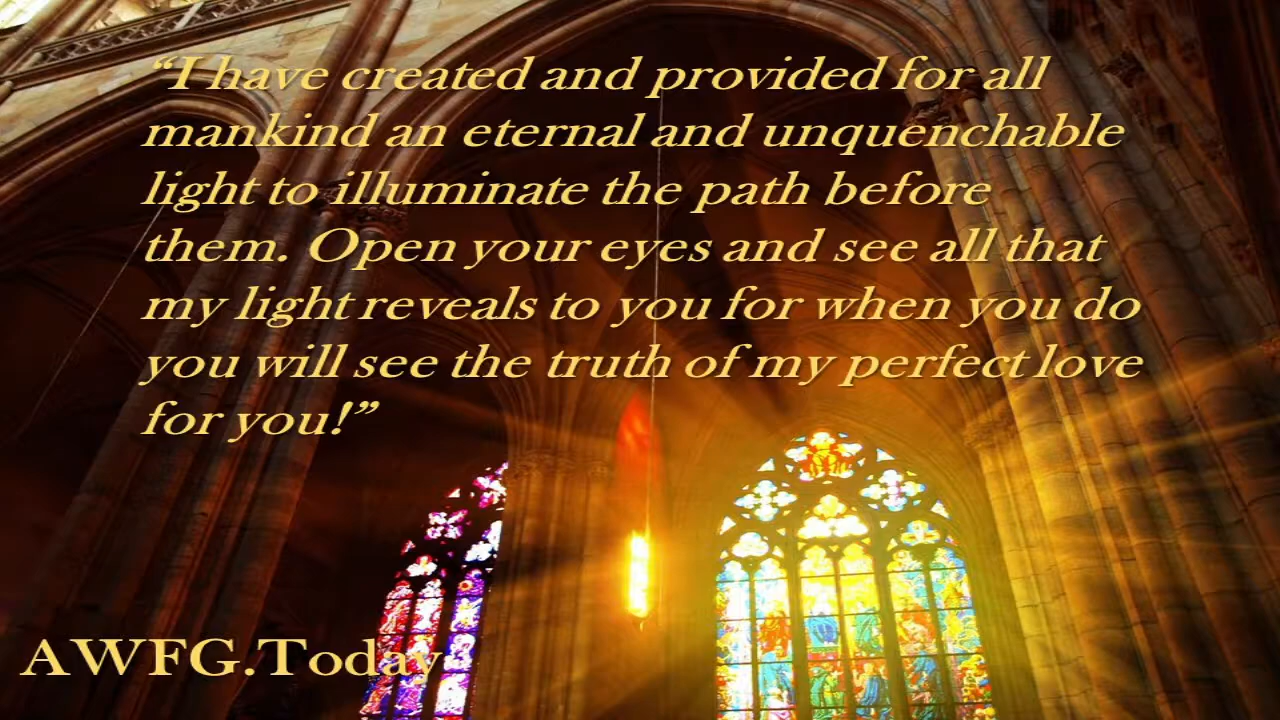 “I have created and provided for all
mankind an eternal and unquenchable
light to illuminate the path before
them. Open your eyes and see all that
my light reveals to you for when you do
you will see the truth of my perfect love
for you!”
AWFG.Today